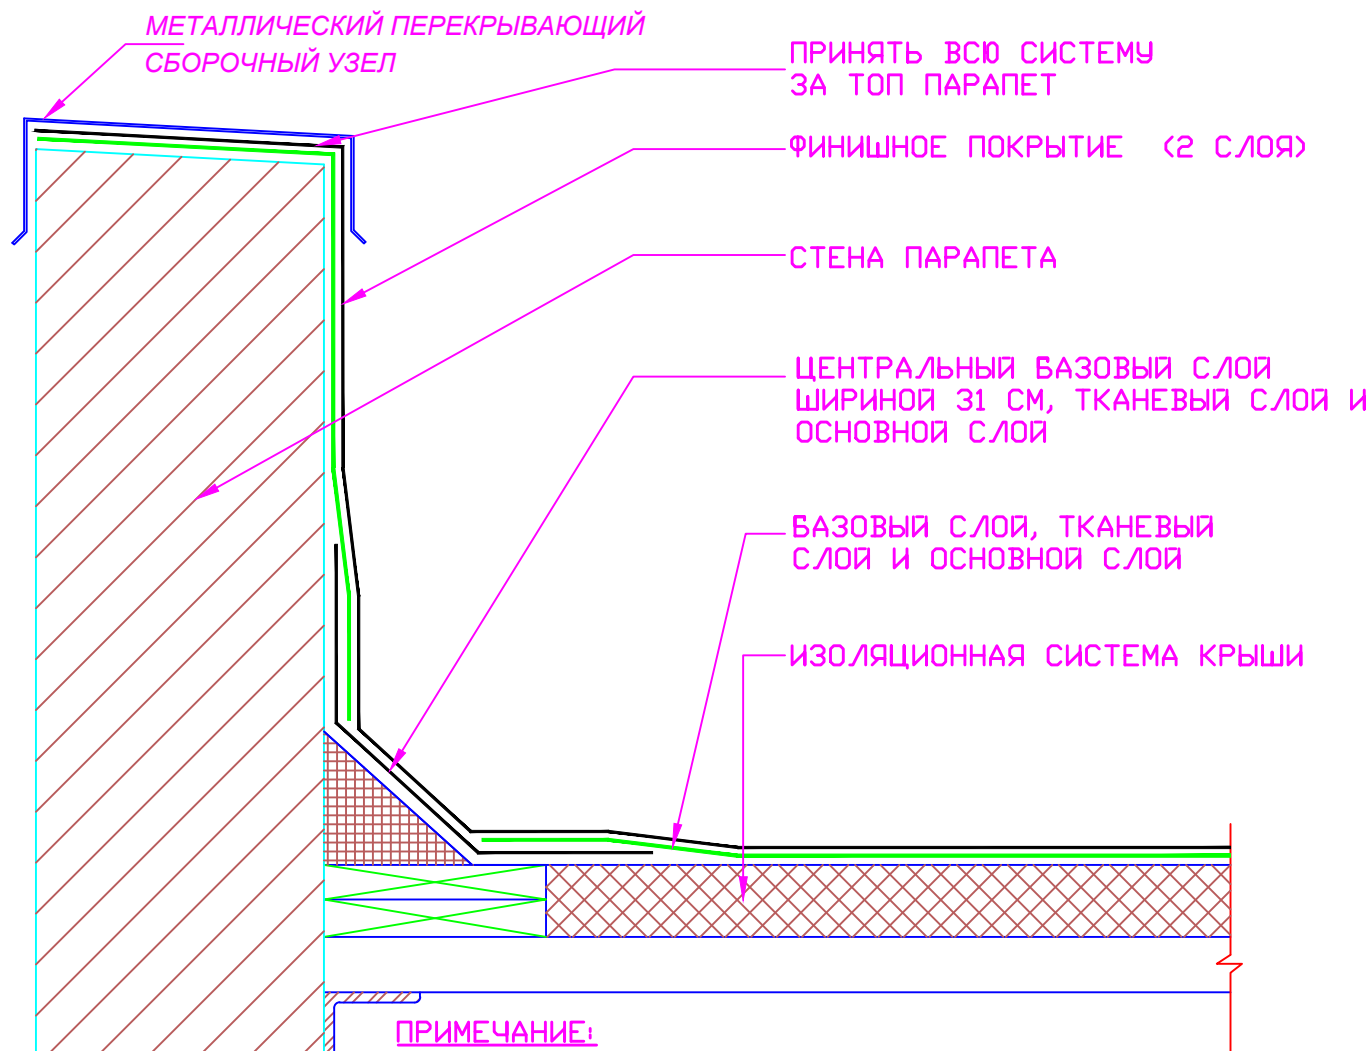 МЕТАЛЛИЧЕСКИЙ ПЕРЕКРЫВАЮЩИЙ
СБОРОЧНЫЙ УЗЕЛ
ПРИНЯТЬ ВСЮ СИСТЕМУ
ЗА ТОП ПАРАПЕТ
ФИНИШНОЕ ПОКРЫТИЕ (2 СЛОЯ)
СТЕНА ПАРАПЕТА
ЦЕНТРАЛЬНЫЙ БАЗОВЫЙ СЛОЙ
ШИРИНОЙ 31 СМ, ТКАНЕВЫЙ СЛОЙ И
ОСНОВНОЙ СЛОЙ
БАЗОВЫЙ СЛОЙ, ТКАНЕВЫЙ
СЛОЙ И ОСНОВНОЙ СЛОЙ
ИЗОЛЯЦИОННАЯ СИСТЕМА КРЫШИ
ПРИМЕЧАНИЕ: